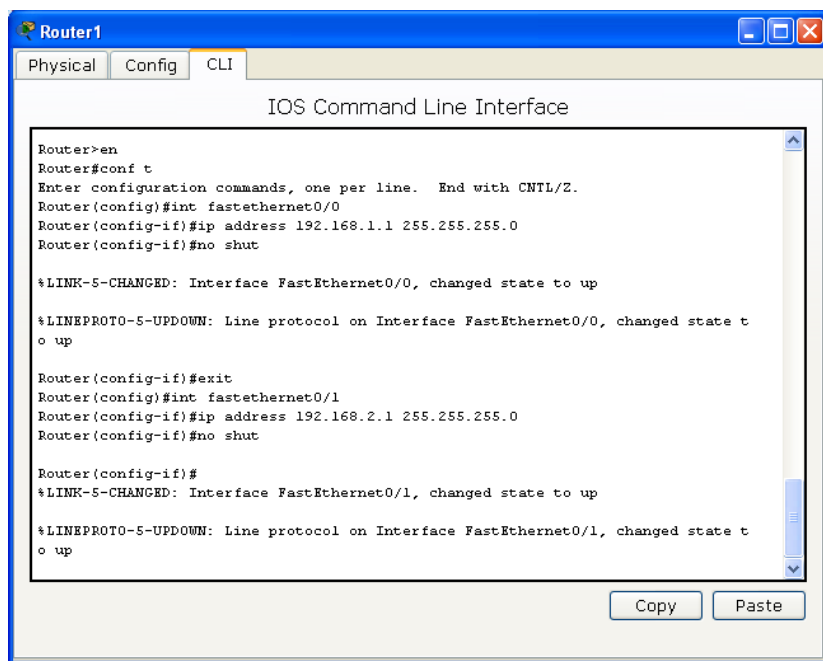 Router1
Physical Config CLI
IOS Command Line Interface
Router>en
Router#conf t
Enter configuration commands, one per line.  End with CNTL/Z.
Router(config)#int fastethernet0/0
Router(config-if)#ip address 192.168.1.1 255.255.255.0
Router(config-if)#no shut
%LINK-5-CHANGED: Interface FastEthernet0/0, changed state to up
%LINEPROTO-5-UPDOWN: Line protocol on Interface FastEthernet0/0, changed state t
o up
Router(config-if)#exit
Router(config)#int fastethernet0/1
Router(config-if)#ip address 192.168.2.1 255.255.255.0
Router(config-if)#no shut
Router(config-if)#
%LINK-5-CHANGED: Interface FastEthernet0/1, changed state to up
%LINEPROTO-5-UPDOWN: Line protocol on Interface FastEthernet0/1, changed state t
o up
Copy Paste